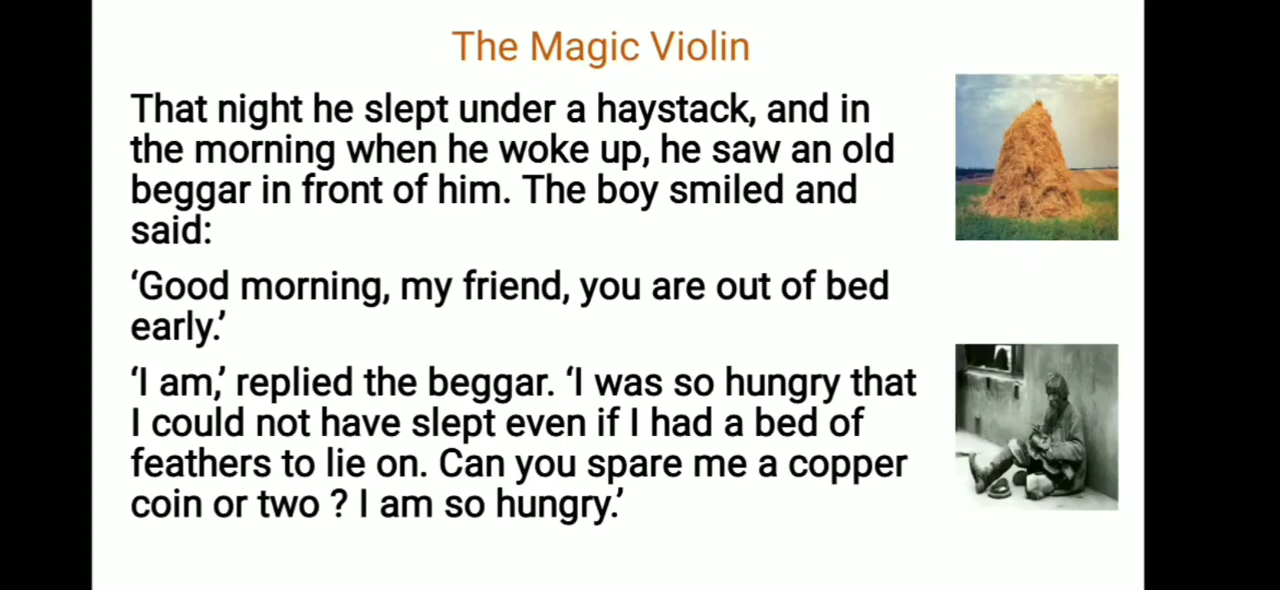 The Magic Violin
That night he slept under a haystack, and in
the morning when he woke up, he saw an old
beggar in front of him. The boy smiled and
said:
‘Good morning, my friend, you are out of bed
early.’
‘I am,’ replied the beggar. ‘I was so hungry that
I could not have slept even if I had a bed of
feathers to lie on. Can you spare me a copper
coin or two ? I am so hungry.’